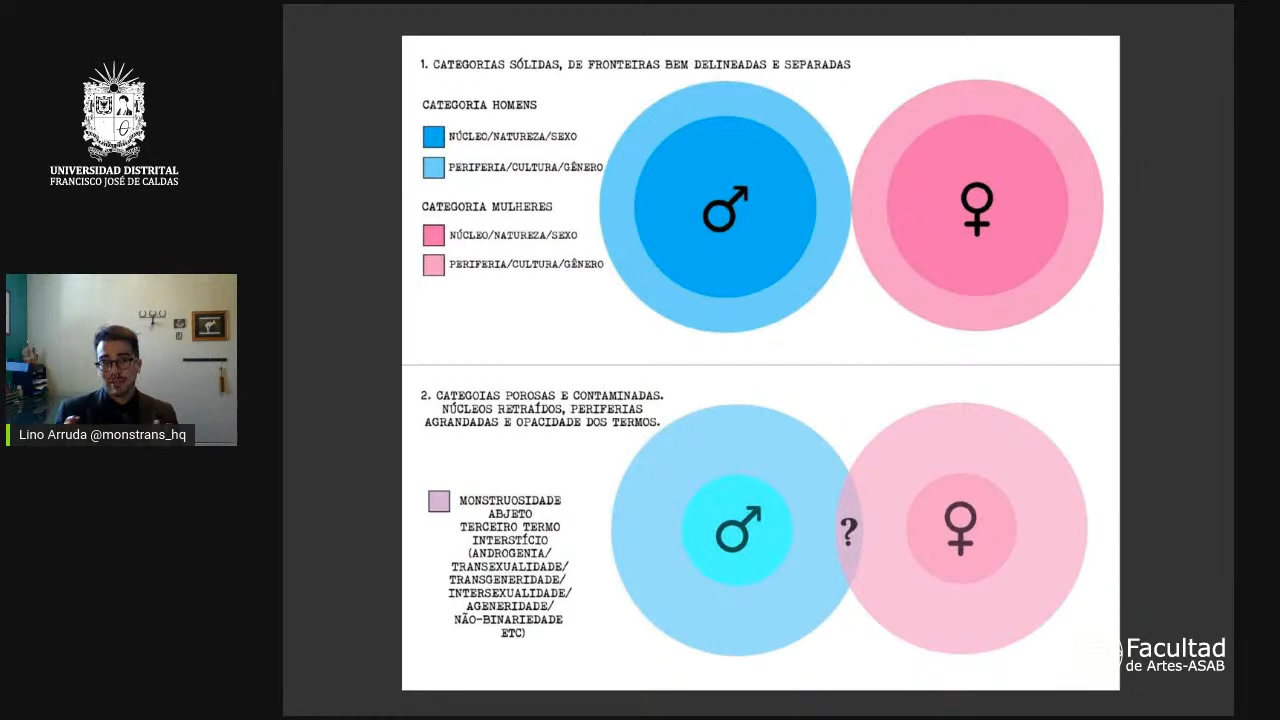 UNIVERSIDAD DISTRITAL
FRANCISCO JOSÉ DE CALDAS
Lino Arruda @monstrans_hq
1. CATEGORIAS SÓLIDAS, DE FRONTEIRAS BEM DELINEADAS E SEPARADAS
CATEGORIA HOMENS
NÚCLEO/NATUREZA/SEXO
PERIFERIA/CULTURA/GÊNERO
CATEGORIA MULHERES
NÚCLEO/NATUREZA/SEXO
PERIFERIA/CULTURA/GÊNERO
2. CATEGOIAS POROSAS E CONTAMINADAS.
NÚCLEOS RETRAÍDOS, PERIFERIAS
AGRANDADAS E OPACIDADE DOS TERMOS.
MONSTRUOSIDADE
ABJETO
TERCEIRO TERMO
INTERSTÍCIO
(ANDROGENIA/
TRANSEXUALIDADE/
TRANSGENERIDADE/
INTERSEXUALIDADE/
AGENERIDADE/
NÃO-BINARIEDADE
ETC)
?
Facultad
de Artes-ASAB